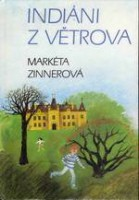 INDIÁNI
Z VĚTROVA
MARKÉTA
ZINNEROVÁ